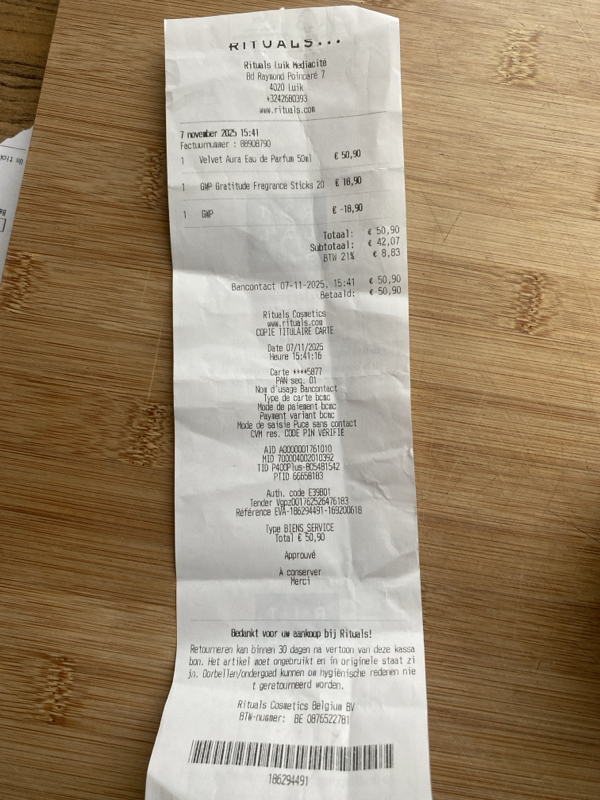 RITUALS...
Rituals Luik Mediacité
Bd Raymond Poincaré 7
4020 Luik
+3242680393
www.rituals.com
7 november 2025 15:41
Factuurnummer : 88908790
1 Velvet Aura Eau de Parfum 50ml € 50,90
1 GWP Gratitude Fragrance Sticks 20 € 18,90
1 GWP € -18,90
Totaal: € 50,90
Subtotaal: € 42,07
BTW 21% € 8,83
Bancontact 07-11-2025, 15:41 € 50,90
Betaald: € 50,90
Rituals Cosmetics
www.rituals.com
COPIE TITULAIRE CARTE
Date 07/11/2025
Heure 15:41:16
Carte ****5877
PAN seq. 01
Nom d'usage Bancontact
Type de carte bcmc
Mode de paiement bcmc
Payment variant bcmc
Mode de saisie Puce sans contact
CVM res. CODE PIN VÉRIFIÉ
AID A0000001761010
MID 700004002010392
TID P400Plus-805481542
PTID 66658183
Auth. code E39B01
Tender Vgpz001762526476183
Référence EVA-186294491-169200618
Type BIENS_SERVICE
Total € 50,90
Approuvé
À conserver
Merci
Bedankt voor uw aankoop bij Rituals!
Retourneren kan binnen 30 dagen na vertoon van deze kassa
bon. Het artikel moet ongebruikt en in originele staat zi
jn. Oorbellen/ondergoed kunnen om hygiënische redenen nie
t geretourneerd worden.
Rituals Cosmetics Belgium BV
BTW-nummer: BE 0876522781
186294491